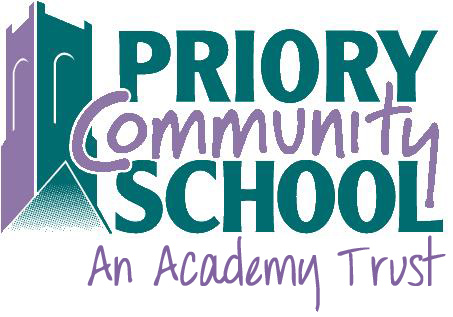 PRIORY
Community
SCHOOL
An Academy Trust